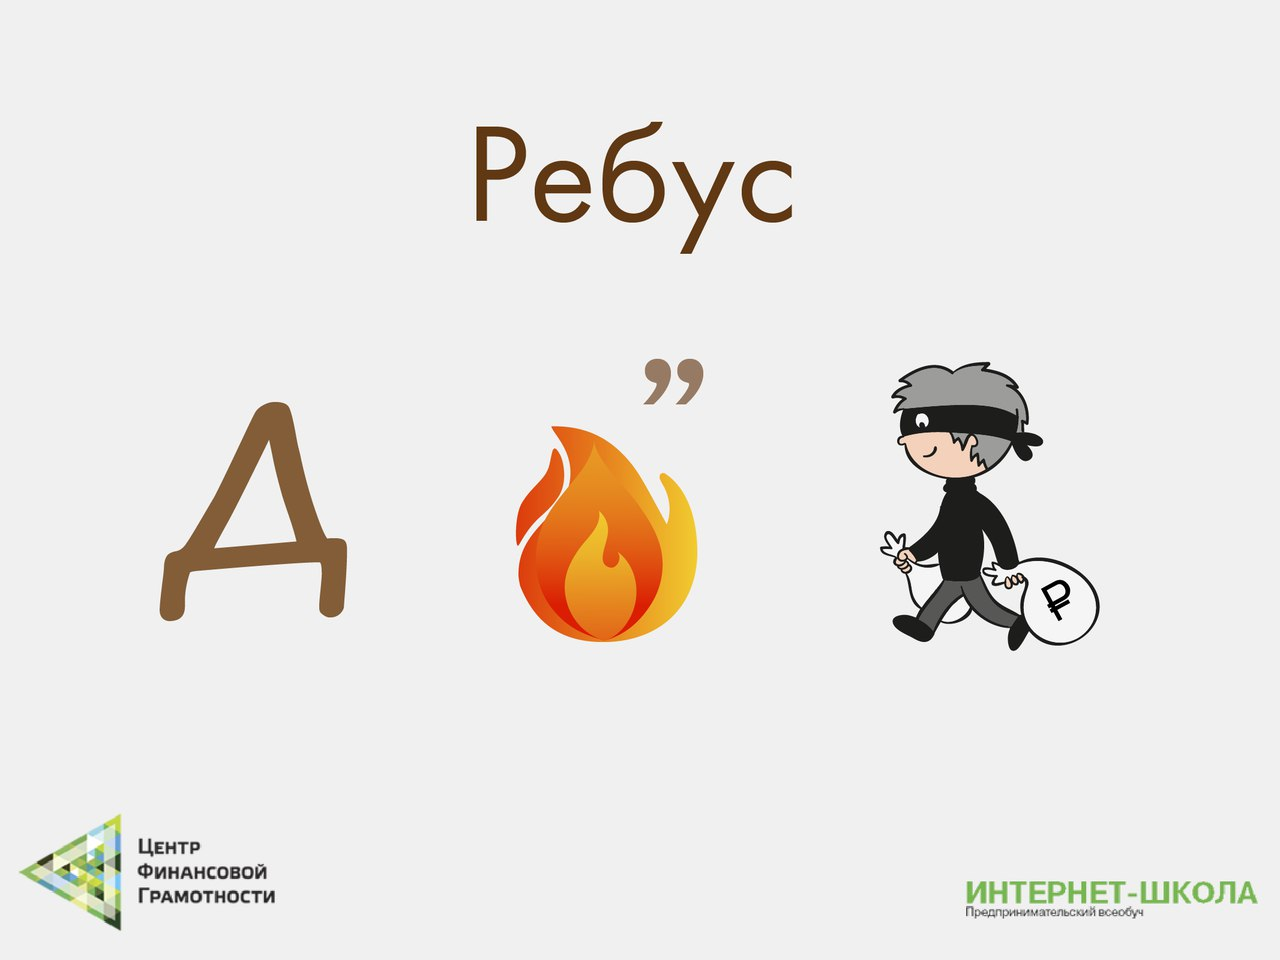 Ребус
Д
”
₽
Центр
Финансовой
Грамотности
ИНТЕРНЕТ-ШКОЛА
Предпринимательский всеобуч